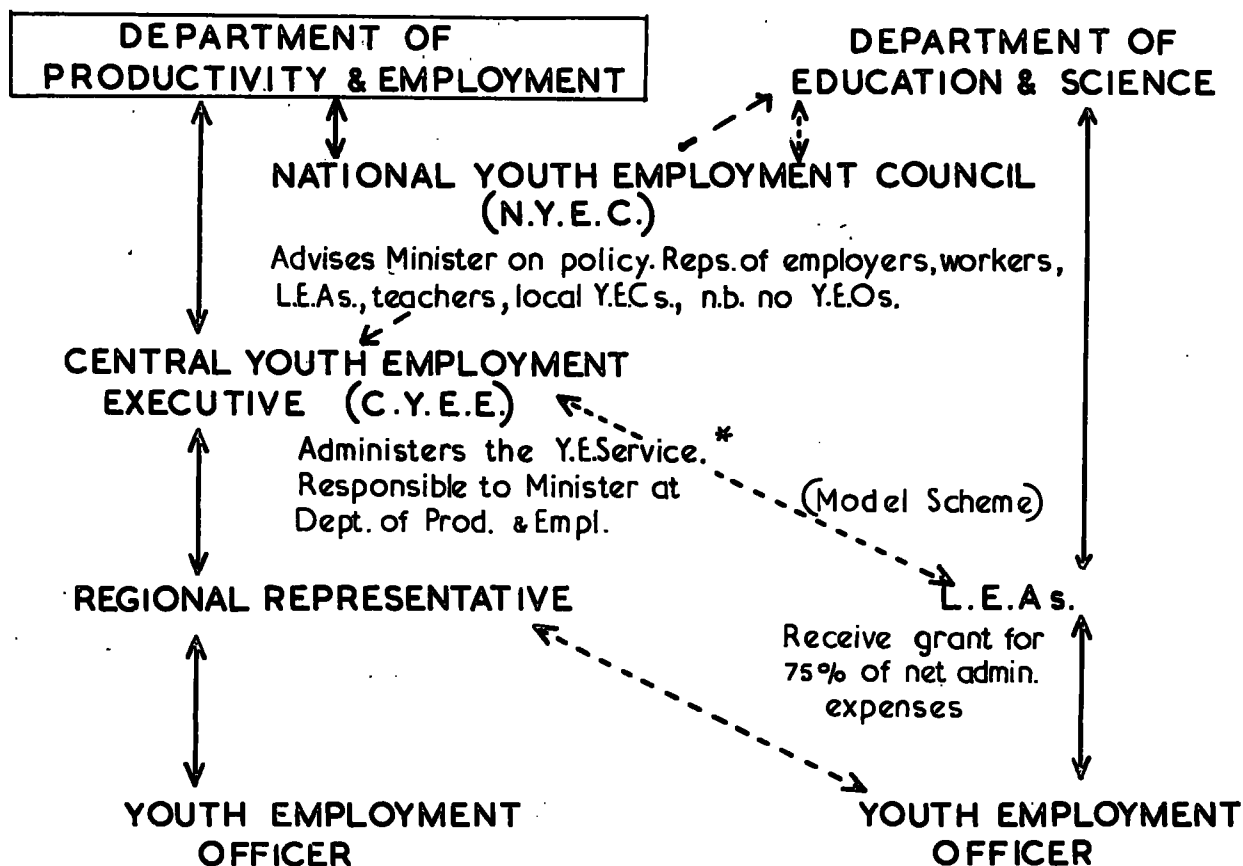 DEPARTMENT OF
PRODUCTIVITY & EMPLOYMENT
DEPARTMENT OF
EDUCATION & SCIENCE
NATIONAL YOUTH EMPLOYMENT COUNCIL
(N.Y.E.C.)
Advises Minister on policy. Reps. of employers, workers,
L.E.As., teachers, local Y.E.Cs., n.b. no Y.E.Os.
CENTRAL YOUTH EMPLOYMENT
EXECUTIVE (C.Y.E.E.)
Administers the Y.E.Service.*
Responsible to Minister at
Dept. of Prod. & Empl.
(Model Scheme)
REGIONAL REPRESENTATIVE
L.E.As.
Receive grant for
75% of net admin.
expenses
YOUTH EMPLOYMENT
OFFICER
YOUTH EMPLOYMENT
OFFICER